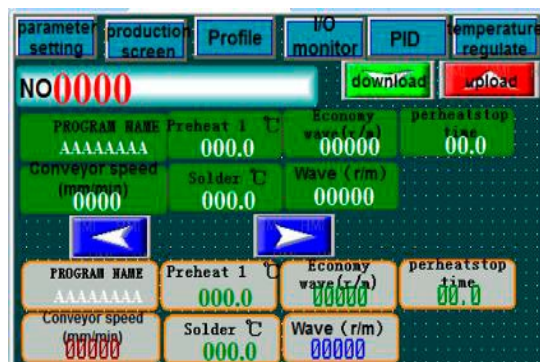 parameter setting
production screen
Profile
I/O monitor
PID
temperature regulate
NO0000
download
upload
PROGRAM NAME
AAAAAAAA
Preheat 1 ℃
000.0
Economy
wave(r/m)
00000
perheatstop
time
00.0
Conveyor speed
(mm/min)
0000
Solder ℃
000.0
Wave (r/m)
00000
PROGRAM NAME
AAAAAAAA
Preheat 1 ℃
000.0
Economy
wave(r/m)
00000
perheatstop
time
00.0
Conveyor speed
(mm/min)
00000
Solder ℃
000.0
Wave (r/m)
00000